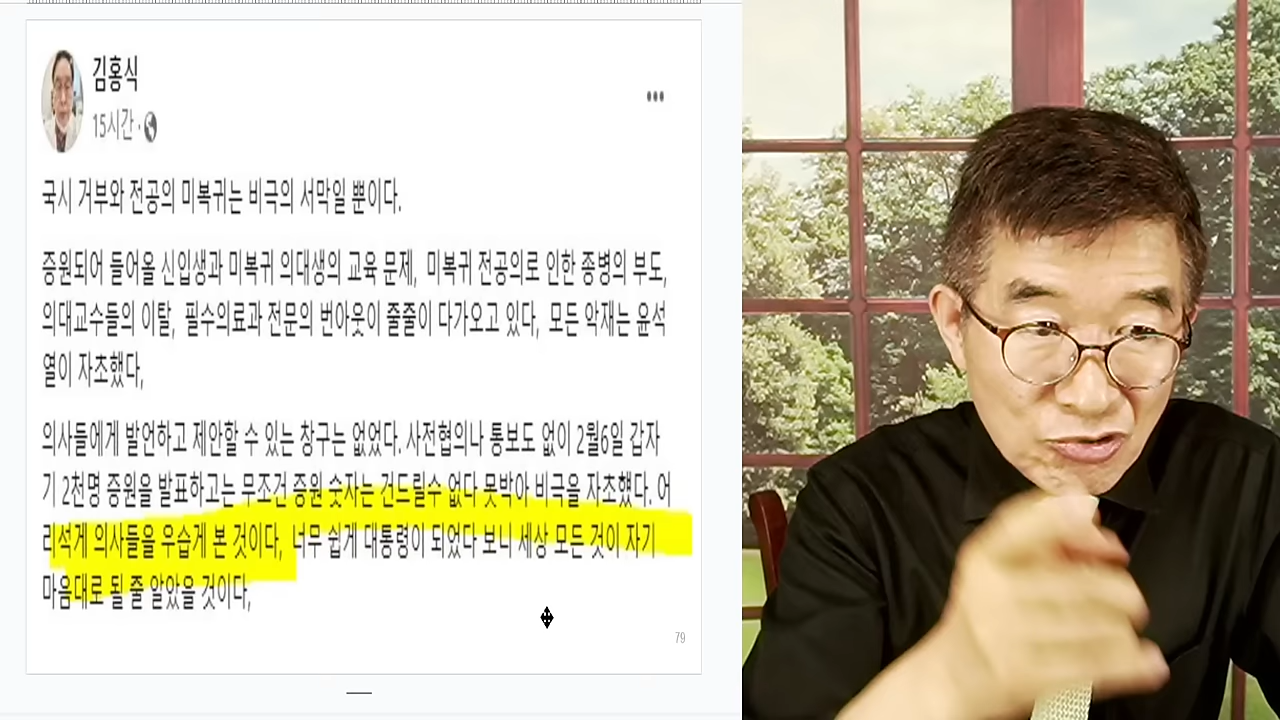 김홍식
15시간 ·
국시 거부와 전공의 미복귀는 비극의 서막일 뿐이다.
증원되어 들어올 신입생과 미복귀 의대생의 교육 문제, 미복귀 전공의로 인한 종병의 부도,
의대교수들의 이탈, 필수의료과 전문의 번아웃이 줄줄이 다가오고 있다, 모든 악재는 윤석
열이 자초했다,
의사들에게 발언하고 제안할 수 있는 창구는 없었다. 사전협의나 통보도 없이 2월6일 갑자
기 2천명 증원을 발표하고는 무조건 증원 숫자는 건드릴수 없다 못박아 비극을 자초했다. 어
리석게 의사들을 우습게 본 것이다, 너무 쉽게 대통령이 되었다 보니 세상 모든 것이 자기
마음대로 될 줄 알았을 것이다,
79